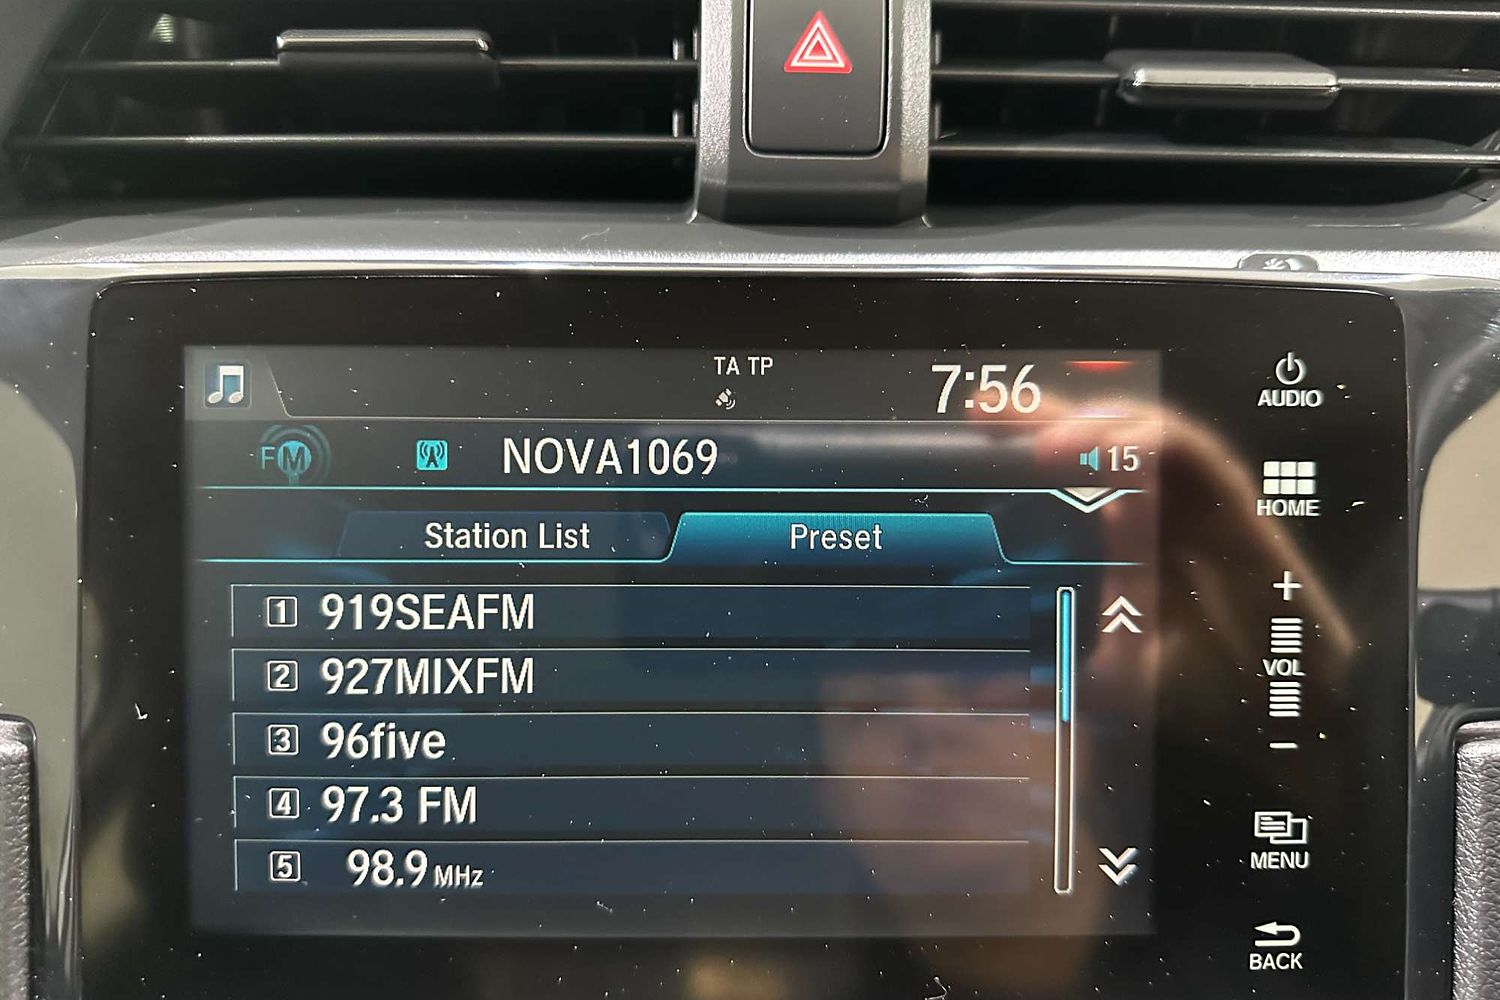 TA TP
7:56
AUDIO
FM NOVA1069 15
HOME
Station List Preset
1 919SEAFM
+
2 927MIXFM
VOL
3 96five
-
4 97.3 FM
MENU
5 98.9 MHz
BACK